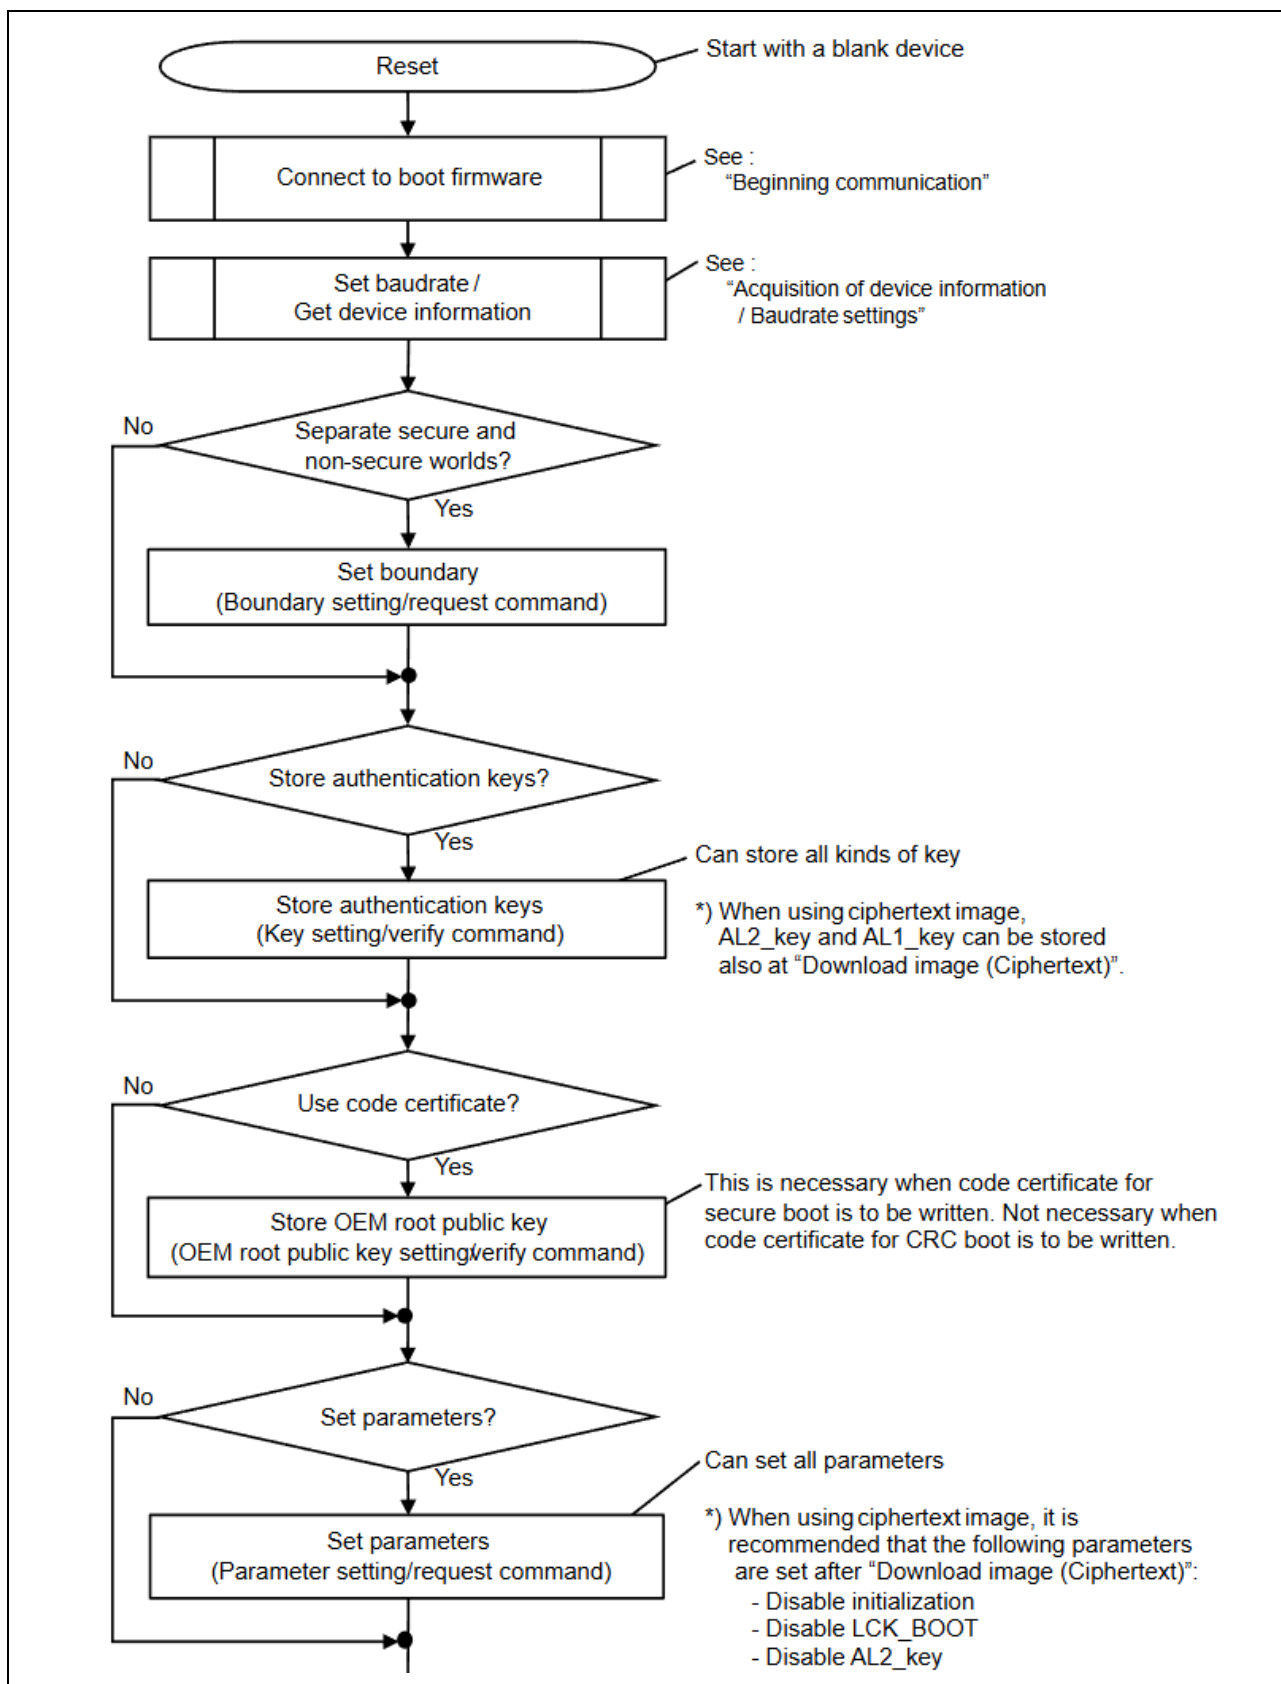 Reset
Start with a blank device
Connect to boot firmware
See :
“Beginning communication”
Set baudrate /
Get device information
See :
“Acquisition of device information
/ Baudrate settings”
No
Separate secure and
non-secure worlds?
Yes
Set boundary
(Boundary setting/request command)
No
Store authentication keys?
Yes
Can store all kinds of key
Store authentication keys
(Key setting/verify command)
*) When using ciphertext image,
AL2_key and AL1_key can be stored
also at “Download image (Ciphertext)”.
No
Use code certificate?
Yes
Store OEM root public key
(OEM root public key setting/verify command)
This is necessary when code certificate for
secure boot is to be written. Not necessary when
code certificate for CRC boot is to be written.
No
Set parameters?
Yes
Can set all parameters
Set parameters
(Parameter setting/request command)
*) When using ciphertext image, it is
recommended that the following parameters
are set after “Download image (Ciphertext)”:
- Disable initialization
- Disable LCK_BOOT
- Disable AL2_key